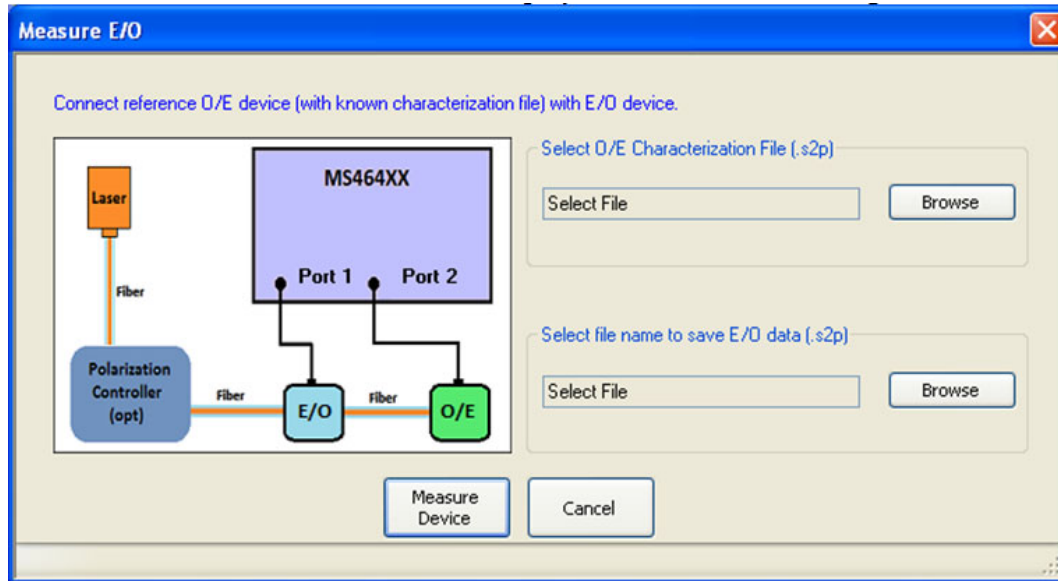 Measure E/O
Connect reference O/E device (with known characterization file) with E/O device.
MS464XX
Laser
Port 1 Port 2
Fiber
Polarization
Controller
(opt)
Fiber
E/O
Fiber
O/E
Select O/E Characterization File (.s2p)
Select File
Browse
Select file name to save E/O data (.s2p)
Select File
Browse
Measure
Device
Cancel